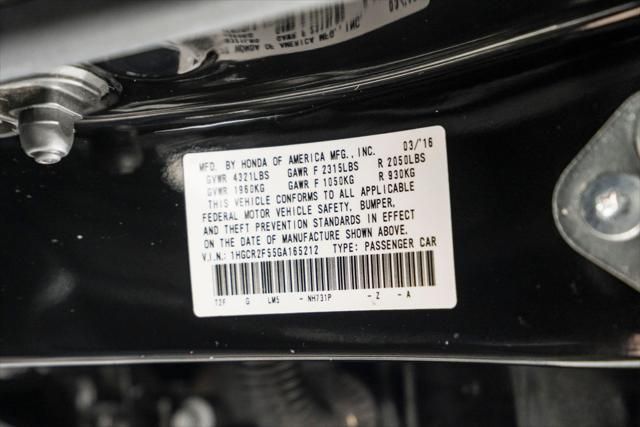 MFD. BY HONDA OF AMERICA MFG., INC. 03/'16
GVWR 4321LBS GAWR F 2315LBS R 2050LBS
GVWR 1960KG GAWR F 1050KG R 930KG
THIS VEHICLE CONFORMS TO ALL APPLICABLE
FEDERAL MOTOR VEHICLE SAFETY, BUMPER,
AND THEFT PREVENTION STANDARDS IN EFFECT
ON THE DATE OF MANUFACTURE SHOWN ABOVE.
V.I.N.: 1HGCR2F55GA165212 TYPE: PASSENGER CAR
T2F G LM5 - NH731P - Z - A